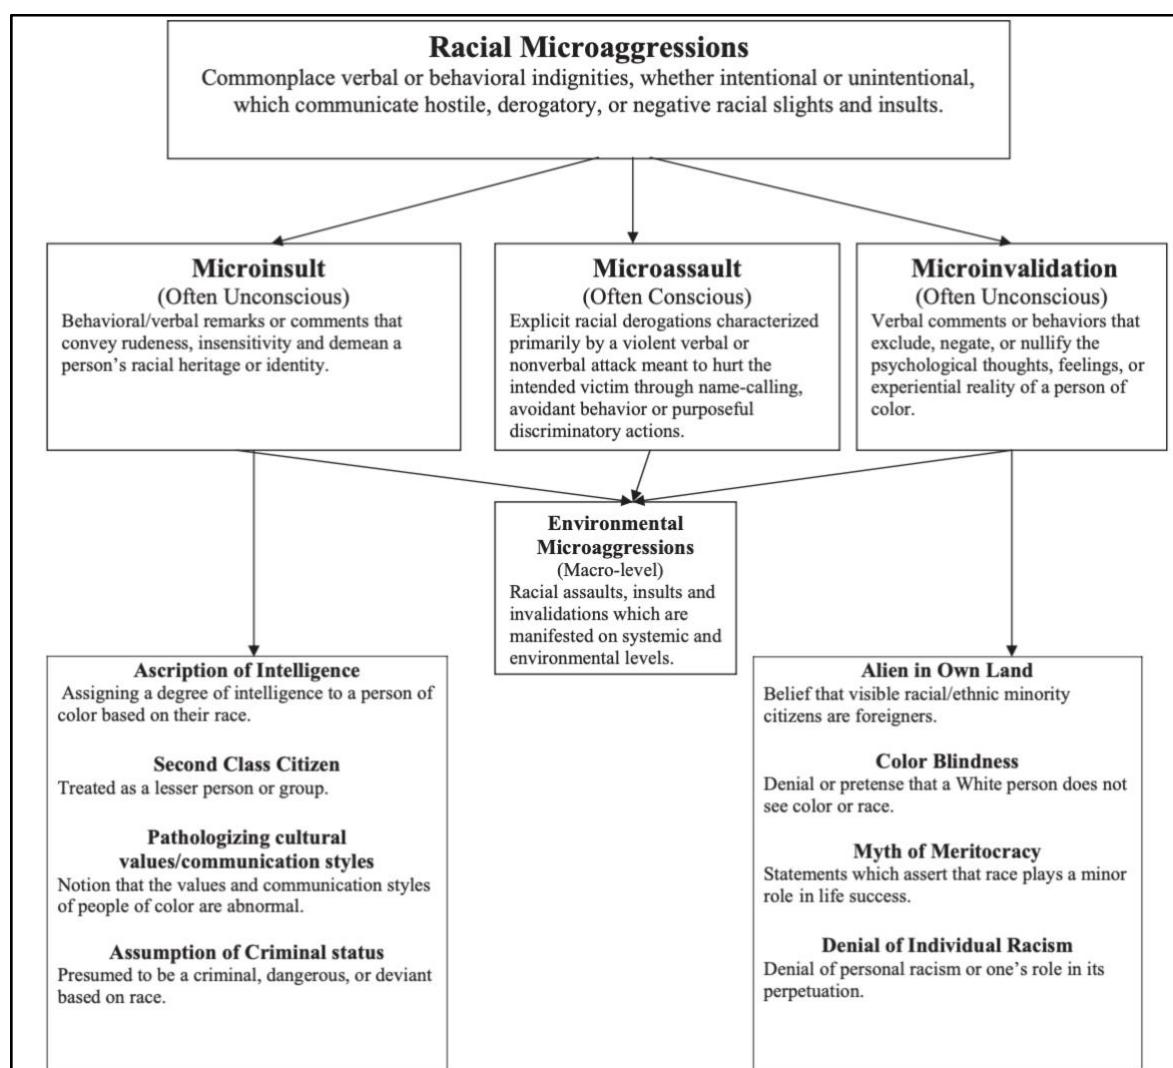 Racial Microaggressions
Commonplace verbal or behavioral indignities, whether intentional or unintentional,
which communicate hostile, derogatory, or negative racial slights and insults.
Microinsult
(Often Unconscious)
Behavioral/verbal remarks or comments that
convey rudeness, insensitivity and demean a
person's racial heritage or identity.
Microassault
(Often Conscious)
Explicit racial derogations characterized
primarily by a violent verbal or
nonverbal attack meant to hurt the
intended victim through name-calling,
avoidant behavior or purposeful
discriminatory actions.
Microinvalidation
(Often Unconscious)
Verbal comments or behaviors that
exclude, negate, or nullify the
psychological thoughts, feelings, or
experiential reality of a person of
color.
Environmental
Microaggressions
(Macro-level)
Racial assaults, insults and
invalidations which are
manifested on systemic and
environmental levels.
Ascription of Intelligence
Assigning a degree of intelligence to a person of
color based on their race.
Second Class Citizen
Treated as a lesser person or group.
Pathologizing cultural
values/communication styles
Notion that the values and communication styles
of people of color are abnormal.
Assumption of Criminal status
Presumed to be a criminal, dangerous, or deviant
based on race.
Alien in Own Land
Belief that visible racial/ethnic minority
citizens are foreigners.
Color Blindness
Denial or pretense that a White person does not
see color or race.
Myth of Meritocracy
Statements which assert that race plays a minor
role in life success.
Denial of Individual Racism
Denial of personal racism or one's role in its
perpetuation.